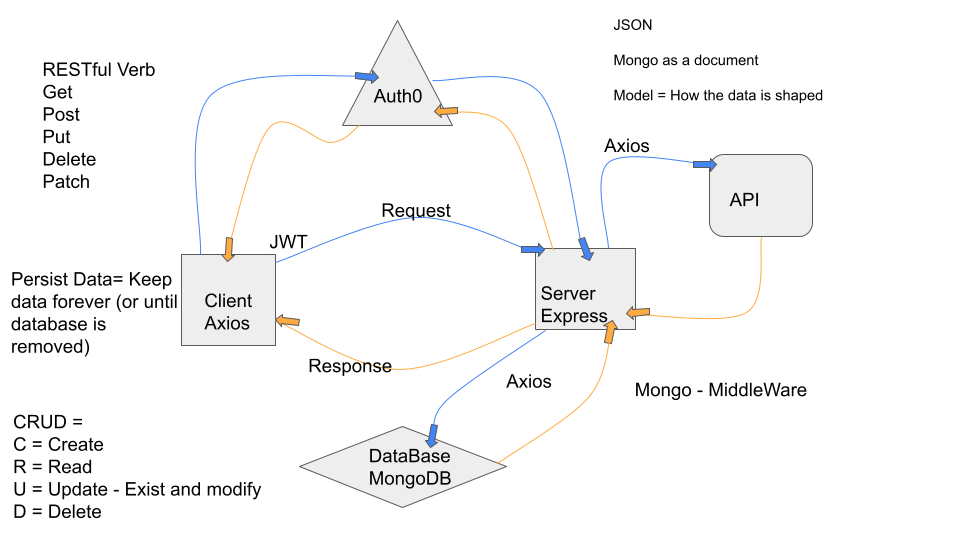 JSON
Mongo as a document
Model = How the data is shaped
RESTful Verb
Get
Post
Put
Delete
Patch
Auth0
Axios
API
Request
JWT
Persist Data= Keep
data forever (or until
database is
removed)
Client
Axios
Server
Express
Response
Axios
Mongo - MiddleWare
CRUD =
C = Create
R = Read
U = Update - Exist and modify
D = Delete
DataBase
MongoDB